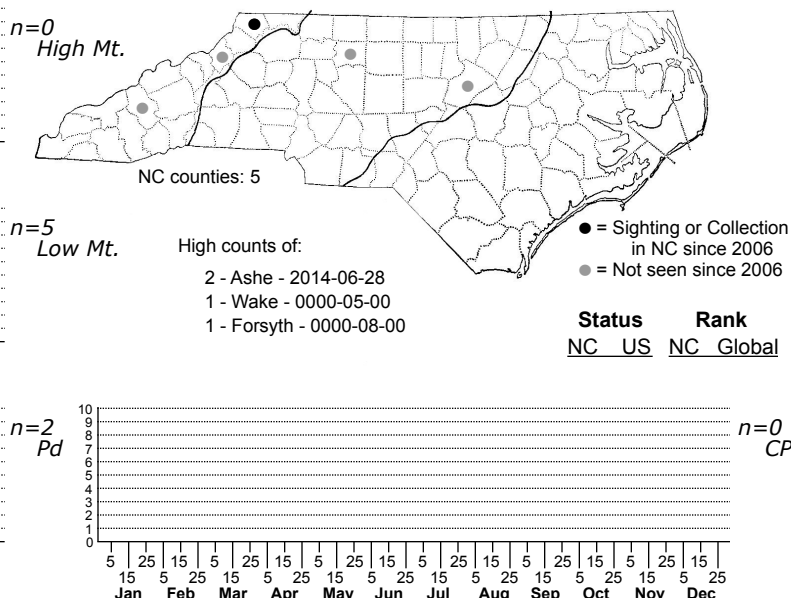 n=0
High Mt.
NC counties: 5
n=5
Low Mt.
High counts of:
2 - Ashe - 2014-06-28
1 - Wake - 0000-05-00
1 - Forsyth - 0000-08-00
● = Sighting or Collection
in NC since 2006
● = Not seen since 2006
Status Rank
NC US NC Global
n=2
Pd
10
9
8
7
6
5
4
3
2
1
0
n=0
CP
5 25 15 5 25 15 5 25 15 5 25 15 5 25 15 5 25 15
15 5 25 15 5 25 15 5 25 15 5 25 15 5 25 15 5 25
Jan Feb Mar Apr May Jun Jul Aug Sep Oct Nov Dec